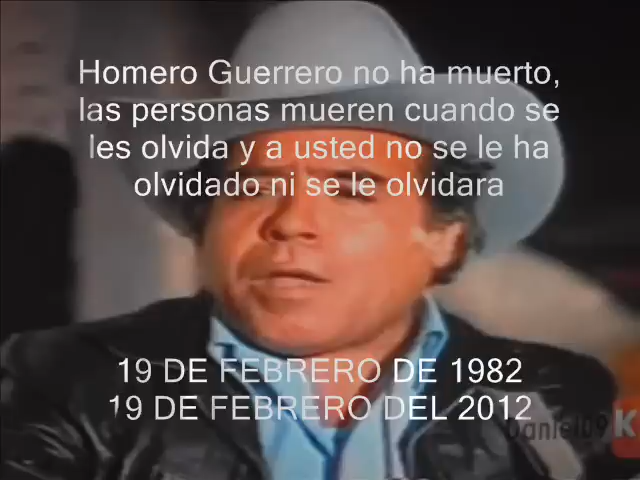 Homero Guerrero no ha muerto,
las personas mueren cuando se
les olvida y a usted no se le ha
olvidado ni se le olvidara
19 DE FEBRERO DE 1982
19 DE FEBRERO DEL 2012
Daniel09
K